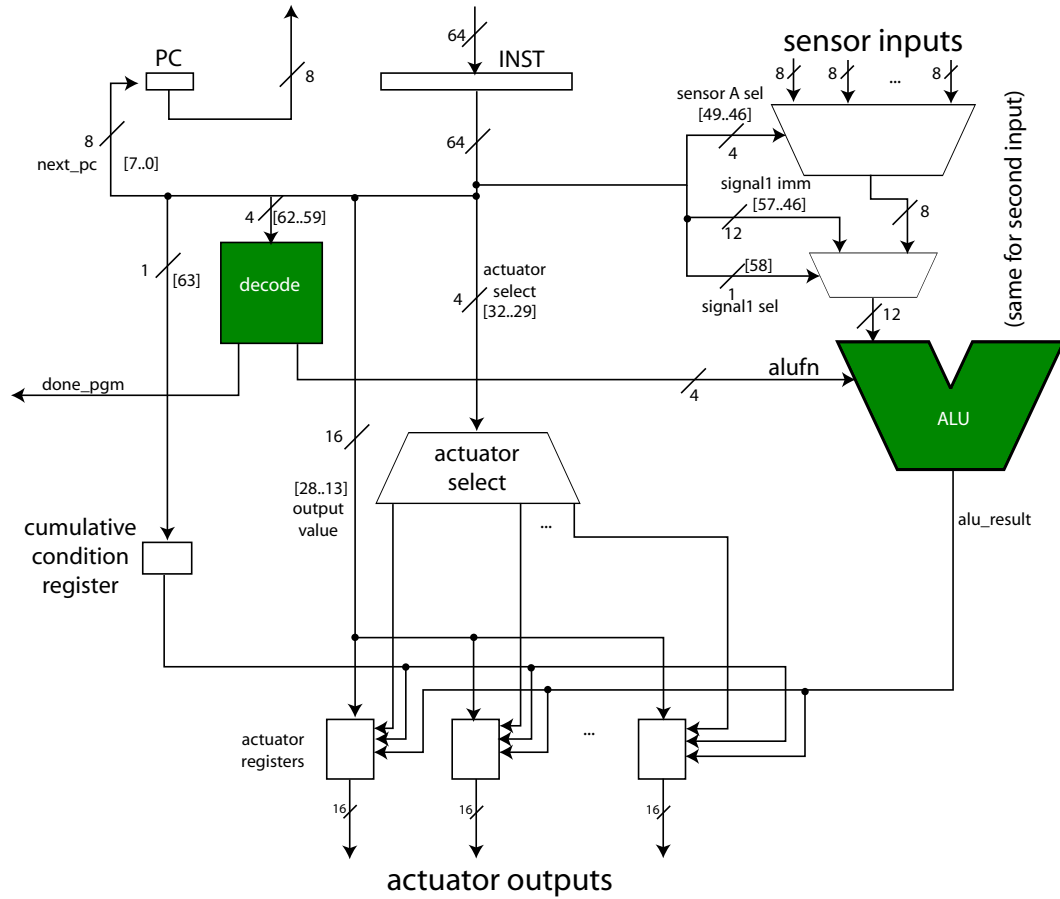 64
sensor inputs
PC
INST
8
8
8
...
8
sensor A sel
[49..46]
4
8
next_pc
[7..0]
64
signal1 imm
[57..46]
12
8
(same for second input)
4
[62..59]
1
[63]
decode
actuator
select
[32..29]
4
[58]
1
signal1 sel
12
done_pgm
alufn
4
ALU
16
actuator
select
[28..13]
output
value
...
alu_result
cumulative
condition
register
actuator
registers
...
16
16
16
actuator outputs